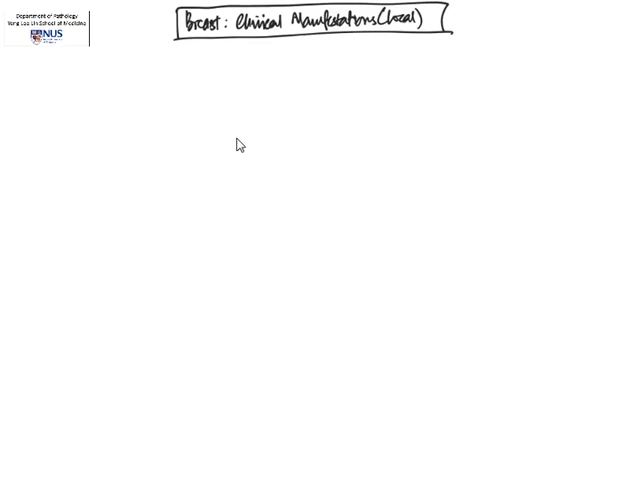 Department of Pathology
Yong Loo Lin School of Medicine
NUS
Breast: Clinical Manifestations (Local)